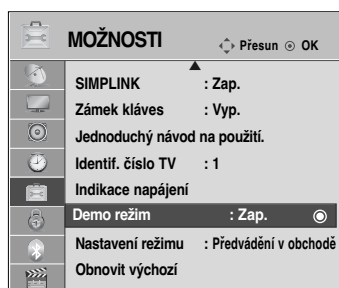 MOŽNOSTI
Přesun OK
SIMPLINK : Zap.
Zámek kláves : Vyp.
Jednoduchý návod na použití.
Identif. číslo TV : 1
Indikace napájení
Demo režim : Zap.
Nastavení režimu : Předvádění v obchodě
Obnovit výchozí